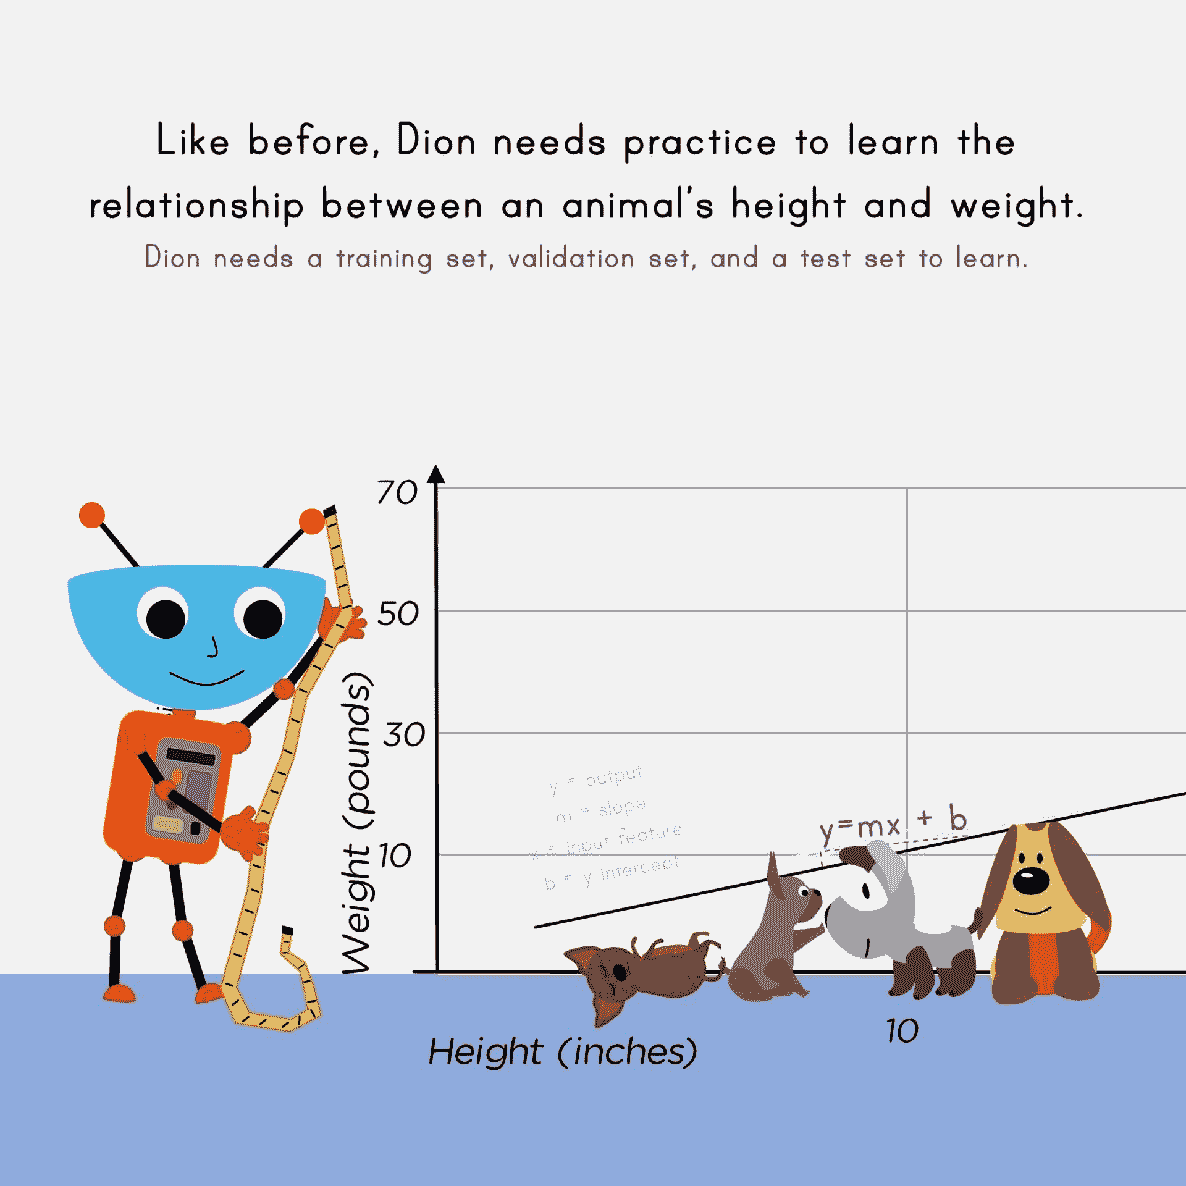 Like before, Dion needs practice to learn the
relationship between an animal's height and weight.
Dion needs a training set, validation set, and a test set to learn.
70
50
30
10
Weight (pounds)
y = output
m = slope
x = input feature
b = y intercept
y=mx + b
10
Height (inches)